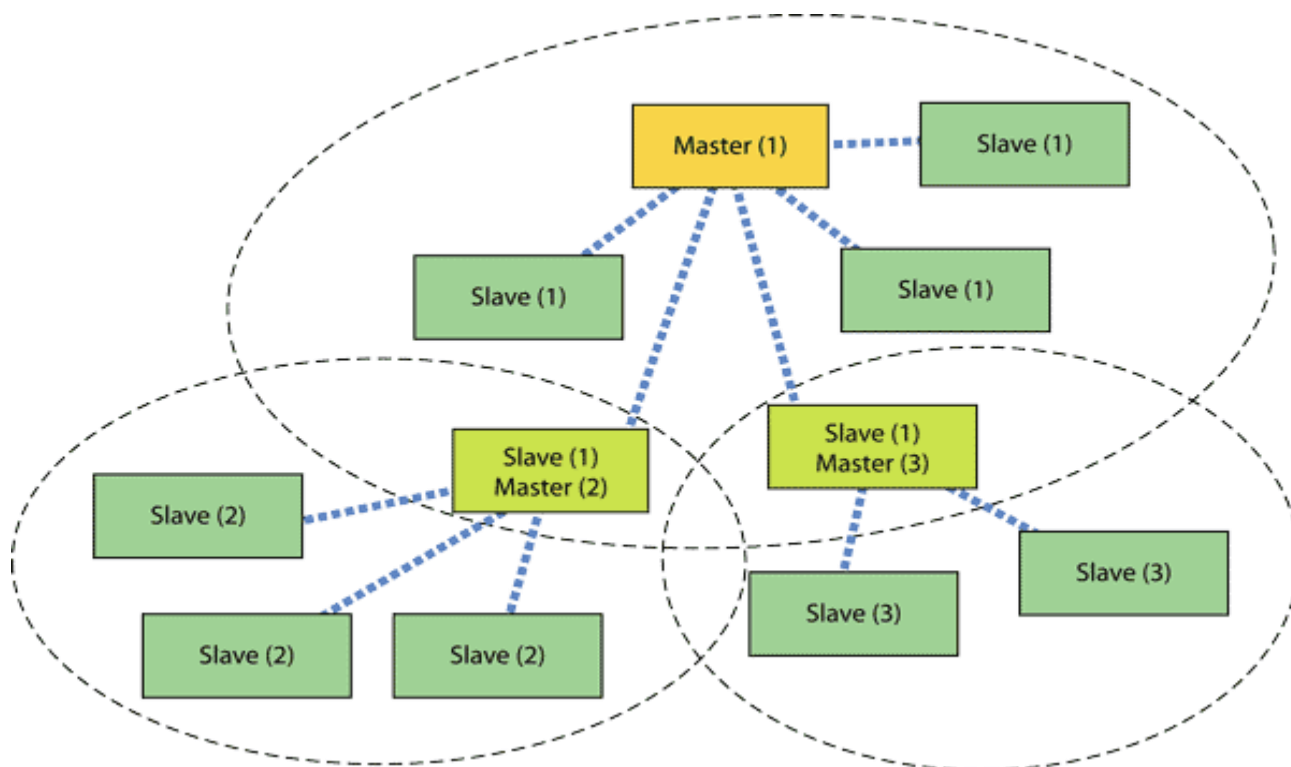 Master (1)
Slave (1)
Slave (1)
Slave (1)
Slave (1)
Master (2)
Slave (1)
Master (3)
Slave (2)
Slave (2)
Slave (2)
Slave (3)
Slave (3)